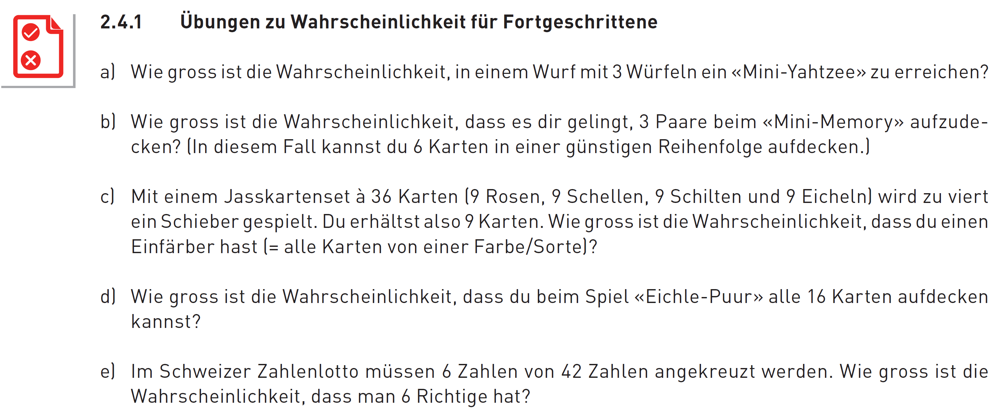 2.4.1 Übungen zu Wahrscheinlichkeit für Fortgeschrittene
a) Wie gross ist die Wahrscheinlichkeit, in einem Wurf mit 3 Würfeln ein «Mini-Yahtzee» zu erreichen?
b) Wie gross ist die Wahrscheinlichkeit, dass es dir gelingt, 3 Paare beim «Mini-Memory» aufzude-
cken? (In diesem Fall kannst du 6 Karten in einer günstigen Reihenfolge aufdecken.)
c) Mit einem Jasskartenset à 36 Karten (9 Rosen, 9 Schellen, 9 Schilten und 9 Eicheln) wird zu viert
ein Schieber gespielt. Du erhältst also 9 Karten. Wie gross ist die Wahrscheinlichkeit, dass du einen
Einfärber hast (= alle Karten von einer Farbe/Sorte)?
d) Wie gross ist die Wahrscheinlichkeit, dass du beim Spiel «Eichle-Puur» alle 16 Karten aufdecken
kannst?
e) Im Schweizer Zahlenlotto müssen 6 Zahlen von 42 Zahlen angekreuzt werden. Wie gross ist die
Wahrscheinlichkeit, dass man 6 Richtige hat?